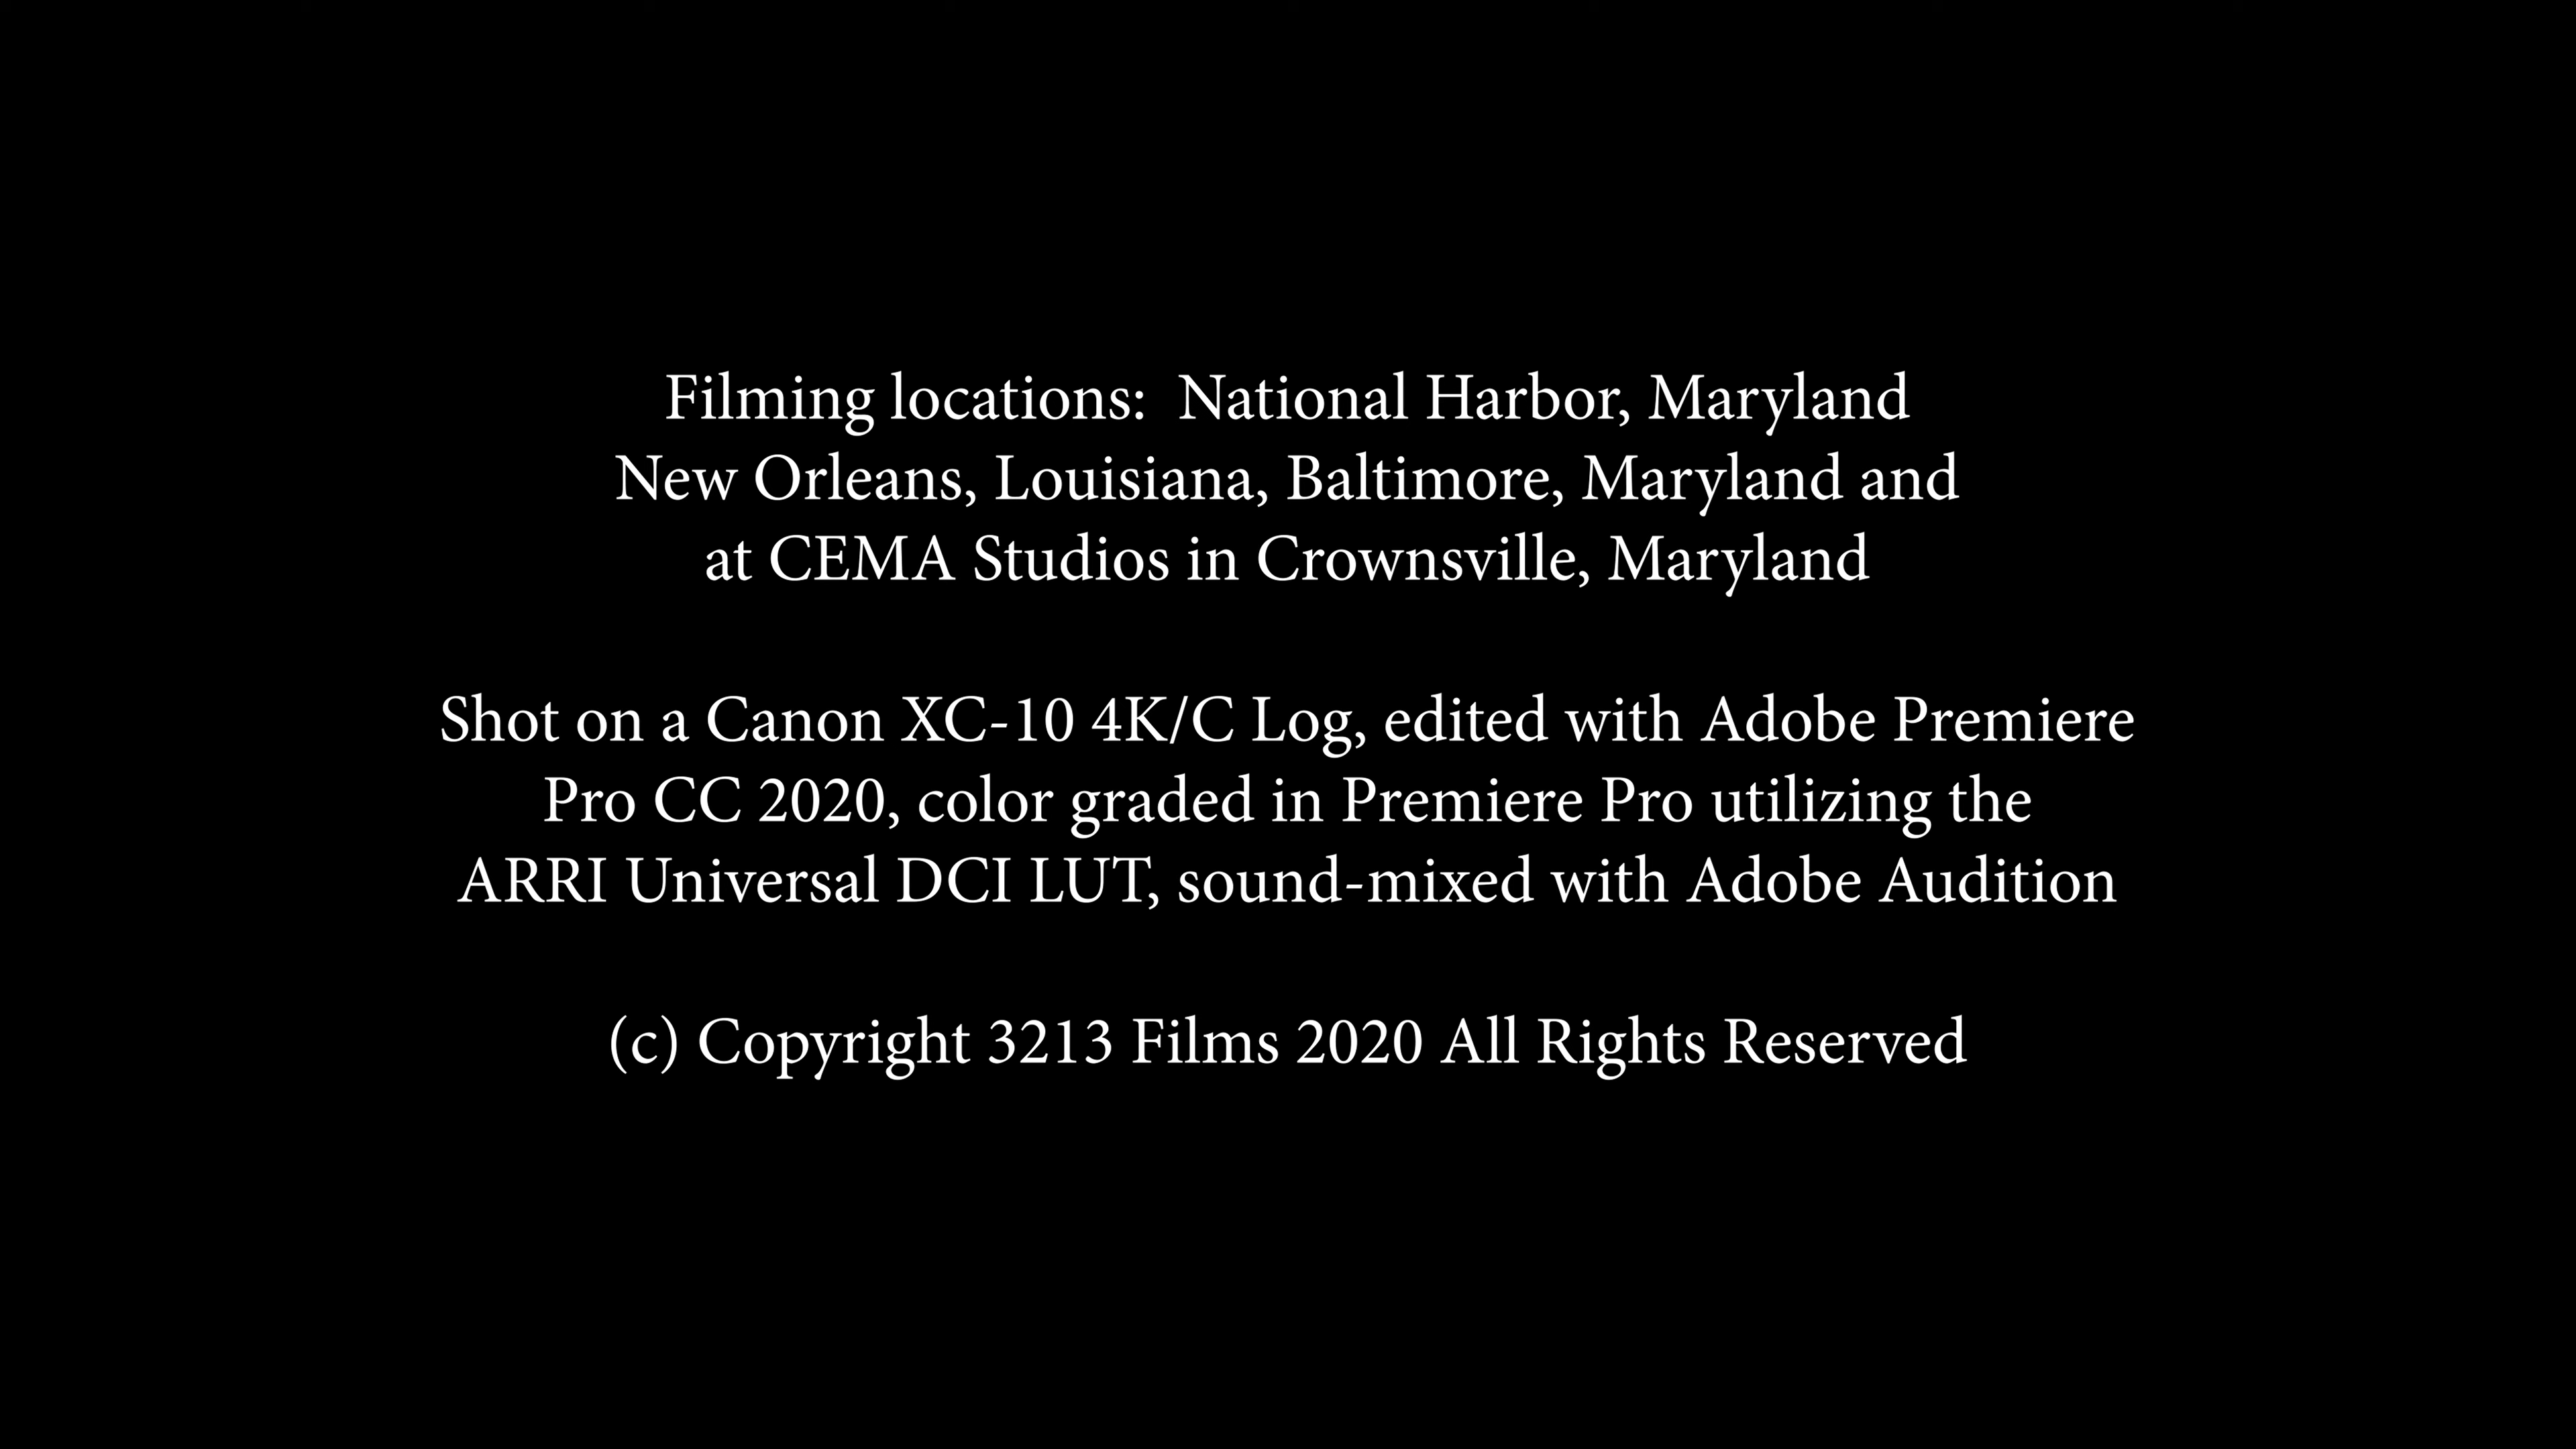 Filming locations:  National Harbor, Maryland
New Orleans, Louisiana, Baltimore, Maryland and
at CEMA Studios in Crownsville, Maryland
Shot on a Canon XC-10 4K/C Log, edited with Adobe Premiere
Pro CC 2020, color graded in Premiere Pro utilizing the
ARRI Universal DCI LUT, sound-mixed with Adobe Audition
(c) Copyright 3213 Films 2020 All Rights Reserved